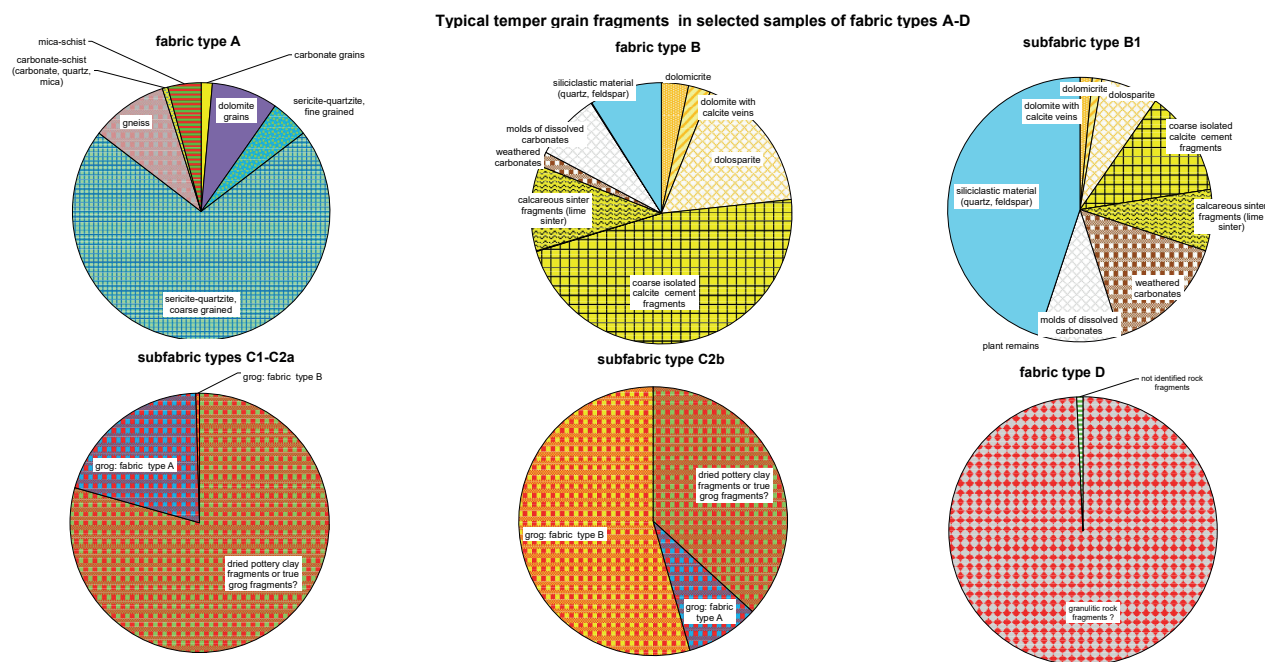 Typical temper grain fragments in selected samples of fabric types A-D
fabric type A
mica-schist
carbonate grains
carbonate-schist
(carbonate, quartz,
mica)
dolomite
grains
sericite-quartzite,
fine grained
gneiss
sericite-quartzite,
coarse grained
fabric type B
siliciclastic material
(quartz, feldspar)
dolomicrite
dolomite with
calcite veins
molds of dissolved
carbonates
weathered
carbonates
dolosparite
calcareous sinter
fragments (lime
sinter)
coarse isolated
calcite cement
fragments
subfabric type B1
dolomicrite
dolosparite
dolomite with
calcite veins
coarse isolated
calcite cement
fragments
siliciclastic material
(quartz, feldspar)
calcareous sinter
fragments (lime
sinter)
weathered
carbonates
molds of dissolved
carbonates
plant remains
subfabric types C1-C2a
grog: fabric type B
grog: fabric type A
dried pottery clay
fragments or true
grog fragments?
subfabric type C2b
dried pottery clay
fragments or true
grog fragments?
grog: fabric type B
grog: fabric
type A
fabric type D
not identified rock
fragments
granulitic rock
fragments ?